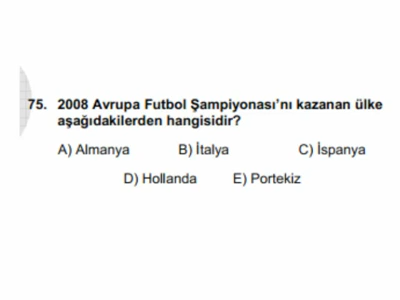 75. 2008 Avrupa Futbol Şampiyonası'nı kazanan ülke
aşağıdakilerden hangisidir?
A) Almanya B) İtalya C) İspanya
D) Hollanda E) Portekiz